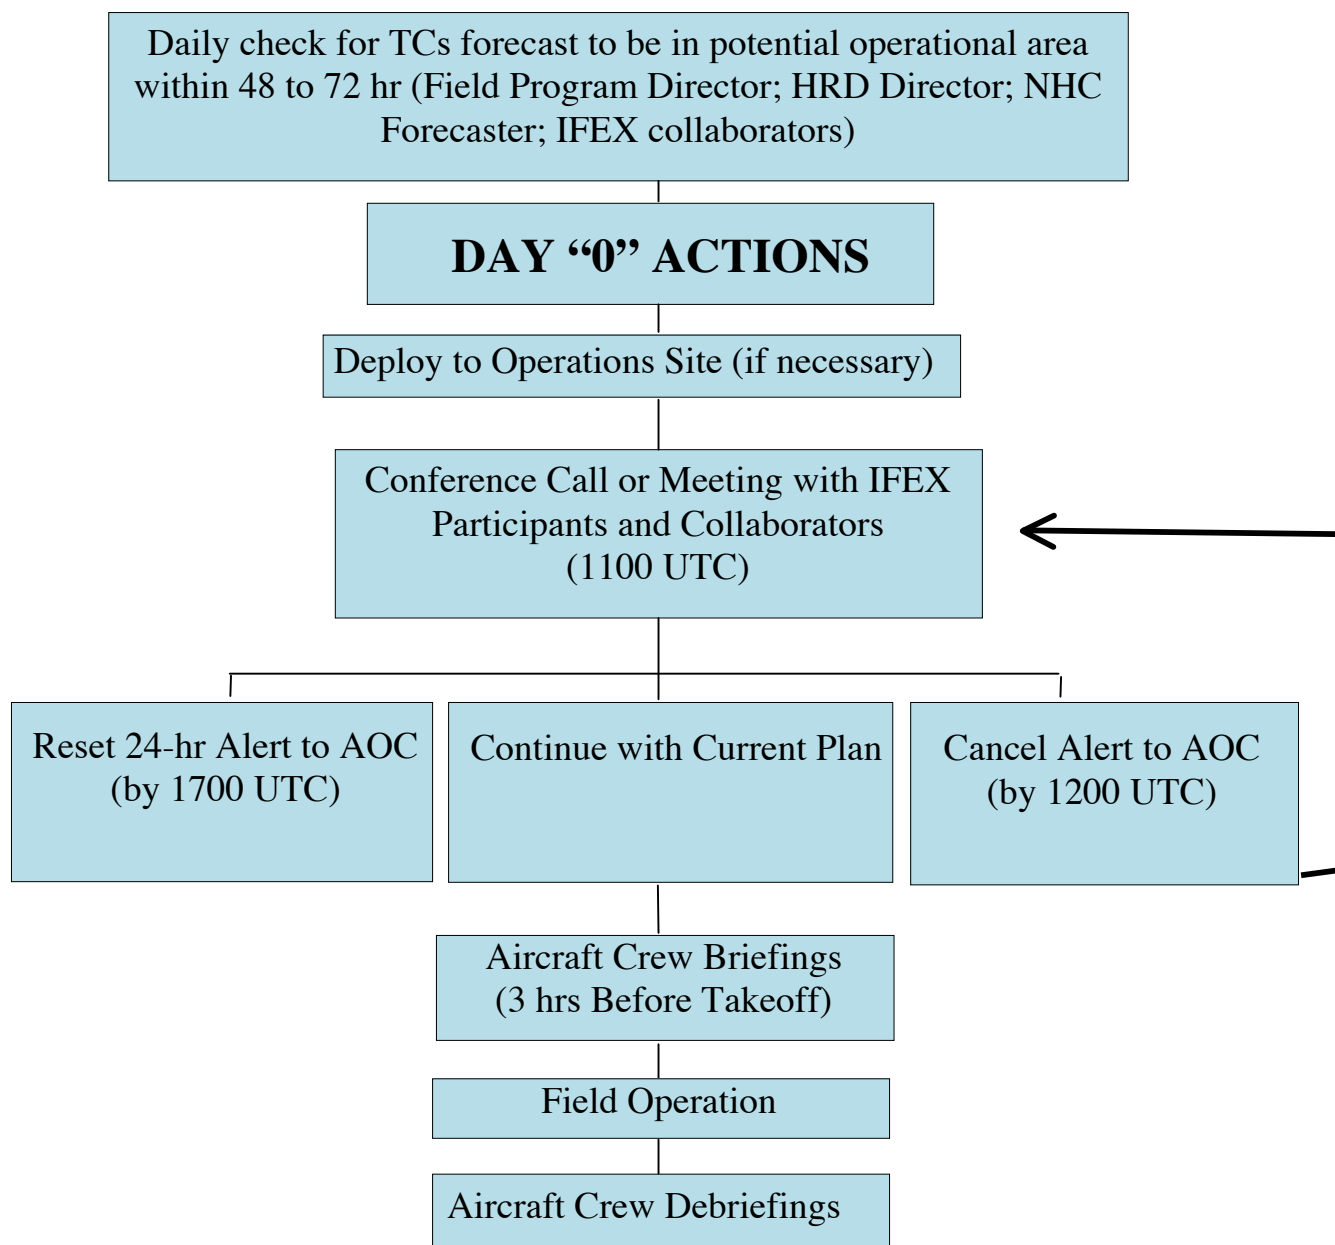 Daily check for TCs forecast to be in potential operational area
within 48 to 72 hr (Field Program Director; HRD Director; NHC
Forecaster; IFEX collaborators)
DAY “0” ACTIONS
Deploy to Operations Site (if necessary)
Conference Call or Meeting with IFEX
Participants and Collaborators
(1100 UTC)
Reset 24-hr Alert to AOC
(by 1700 UTC)
Continue with Current Plan
Cancel Alert to AOC
(by 1200 UTC)
Aircraft Crew Briefings
(3 hrs Before Takeoff)
Field Operation
Aircraft Crew Debriefings